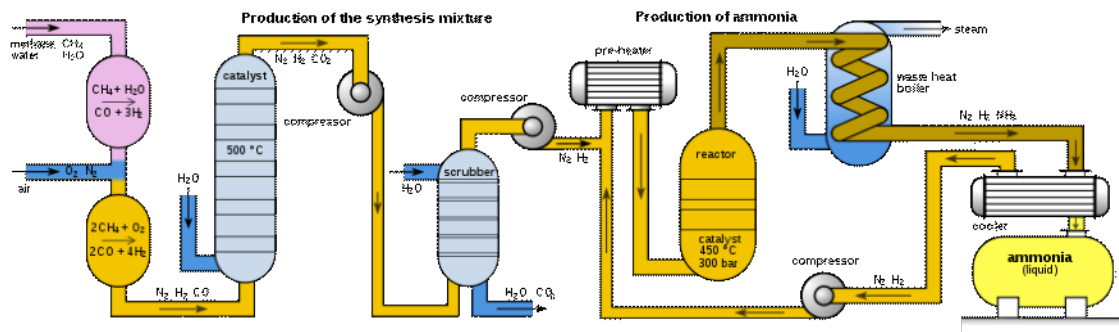 Production of the synthesis mixture
Production of ammonia
methane CH₄
water H₂O
CH₄ + H₂O
CO + 3H₂
air
O₂ N₂
2CH₄ + O₂
2CO + 4H₂
N₂ H₂ CO
H₂O
catalyst
500 °C
N₂ H₂ CO₂
compressor
H₂O
scrubber
H₂O CO₂
compressor
N₂ H₂
pre-heater
reactor
catalyst
450 °C
300 bar
steam
H₂O
waste heat
boiler
N₂ H₂ NH₃
cooler
ammonia
(liquid)
N₂ H₂
compressor